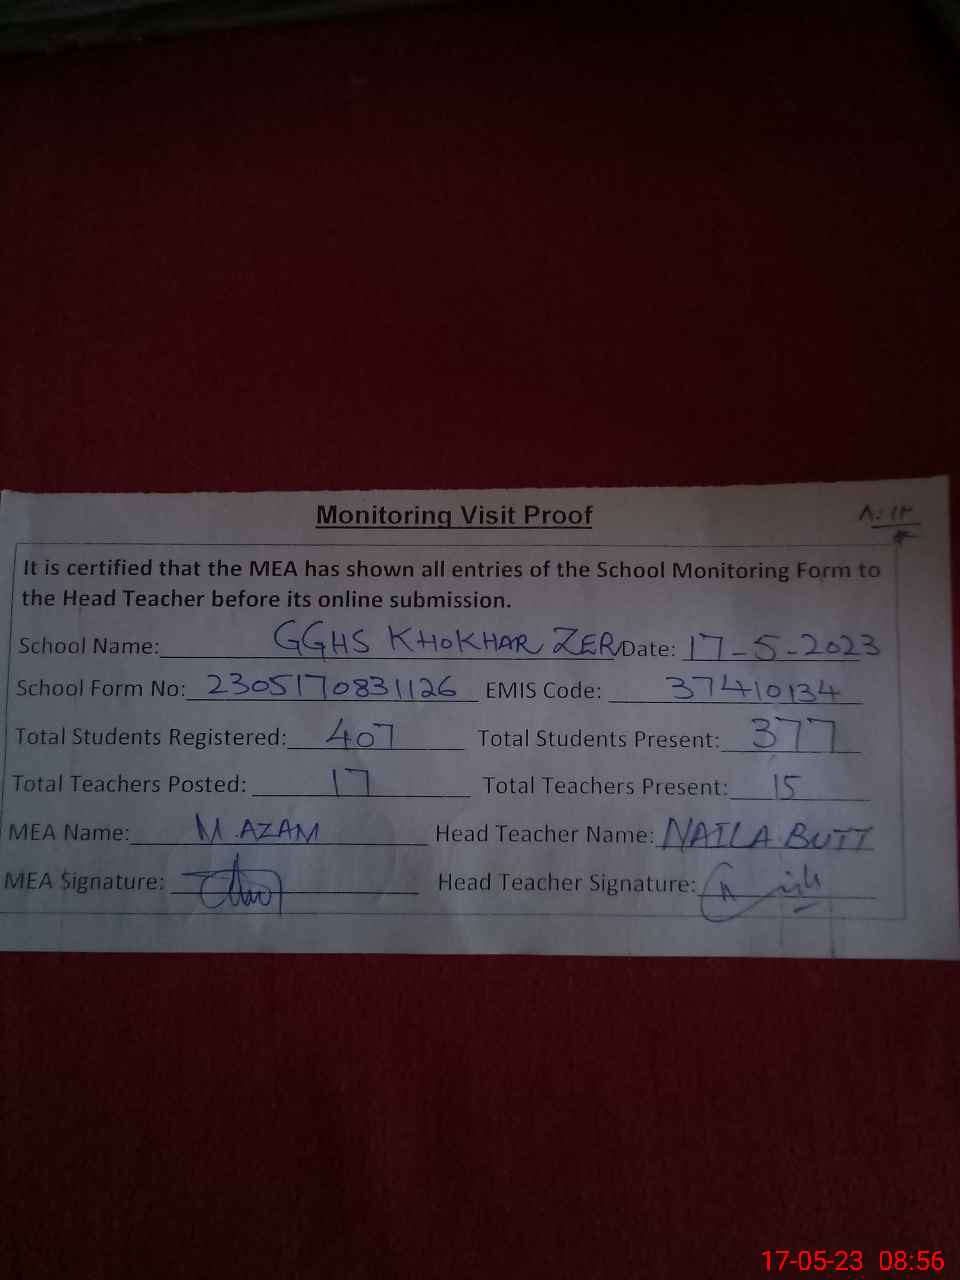 Monitoring Visit Proof
۸:۱۲
It is certified that the MEA has shown all entries of the School Monitoring Form to
the Head Teacher before its online submission.
School Name: GGHS KHOKHAR ZER Date: 17-5-2023
School Form No: 2305170831126 EMIS Code: 37410134
Total Students Registered: 407 Total Students Present: 377
Total Teachers Posted: 17 Total Teachers Present: 15
MEA Name: M.AZAM Head Teacher Name: NAILA BUTT
MEA Signature: Head Teacher Signature:
17-05-23 08:56